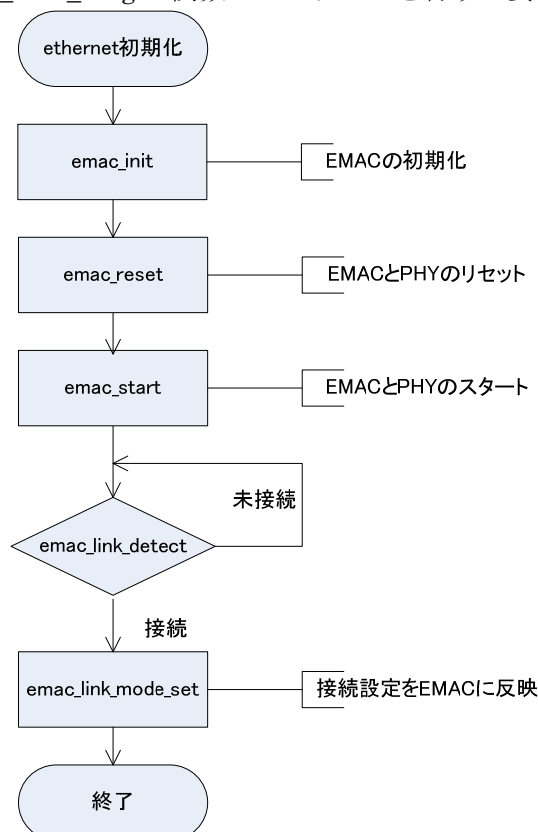 ethernet初期化
emac_init
EMACの初期化
emac_reset
EMACとPHYのリセット
emac_start
EMACとPHYのスタート
未接続
emac_link_detect
接続
emac_link_mode_set
接続設定をEMACに反映
終了